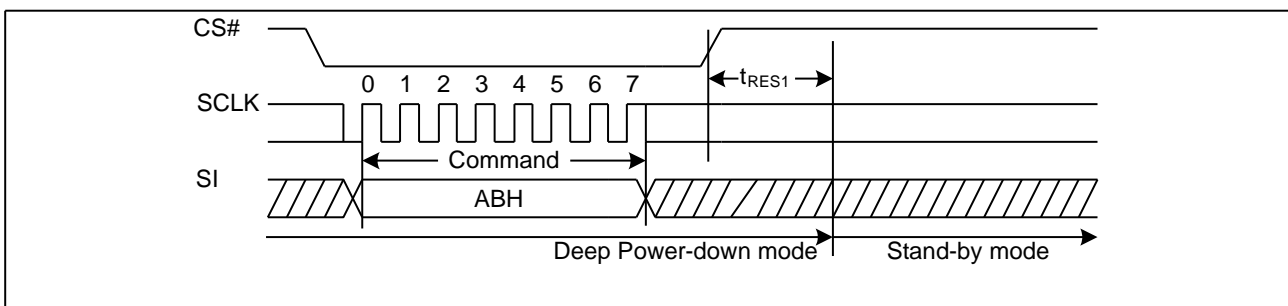 CS#
tRES1
0 1 2 3 4 5 6 7
SCLK
Command
SI
ABH
Deep Power-down mode Stand-by mode